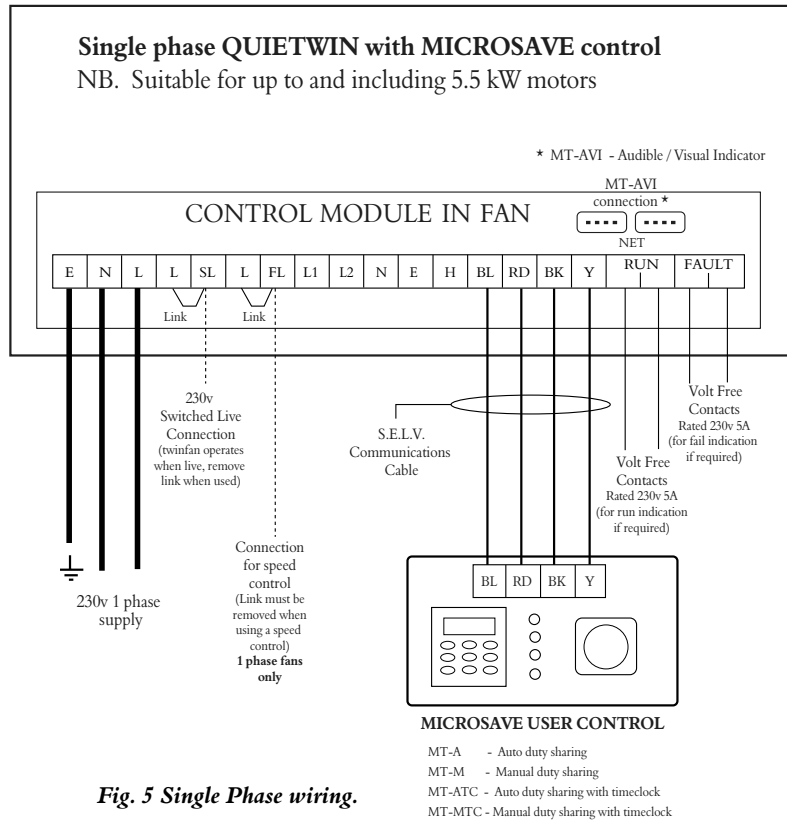 Single phase QUIETWIN with MICROSAVE control
NB. Suitable for up to and including 5.5 kW motors
* MT-AVI - Audible / Visual Indicator
MT-AVI
connection *
CONTROL MODULE IN FAN
NET
E N L L SL L FL L1 L2 N E H BL RD BK Y RUN FAULT
Link
Link
230v
Switched Live
Connection
(twinfan operates
when live, remove
link when used)
S.E.L.V.
Communications
Cable
Volt Free
Contacts
Rated 230v 5A
(for fail indication
if required)
Volt Free
Contacts
Rated 230v 5A
(for run indication
if required)
Connection
for speed
control
(Link must be
removed when
using a speed
control)
1 phase fans
only
230v 1 phase
supply
BL RD BK Y
MICROSAVE USER CONTROL
MT-A - Auto duty sharing
MT-M - Manual duty sharing
MT-ATC - Auto duty sharing with timeclock
MT-MTC - Manual duty sharing with timeclock
Fig. 5 Single Phase wiring.